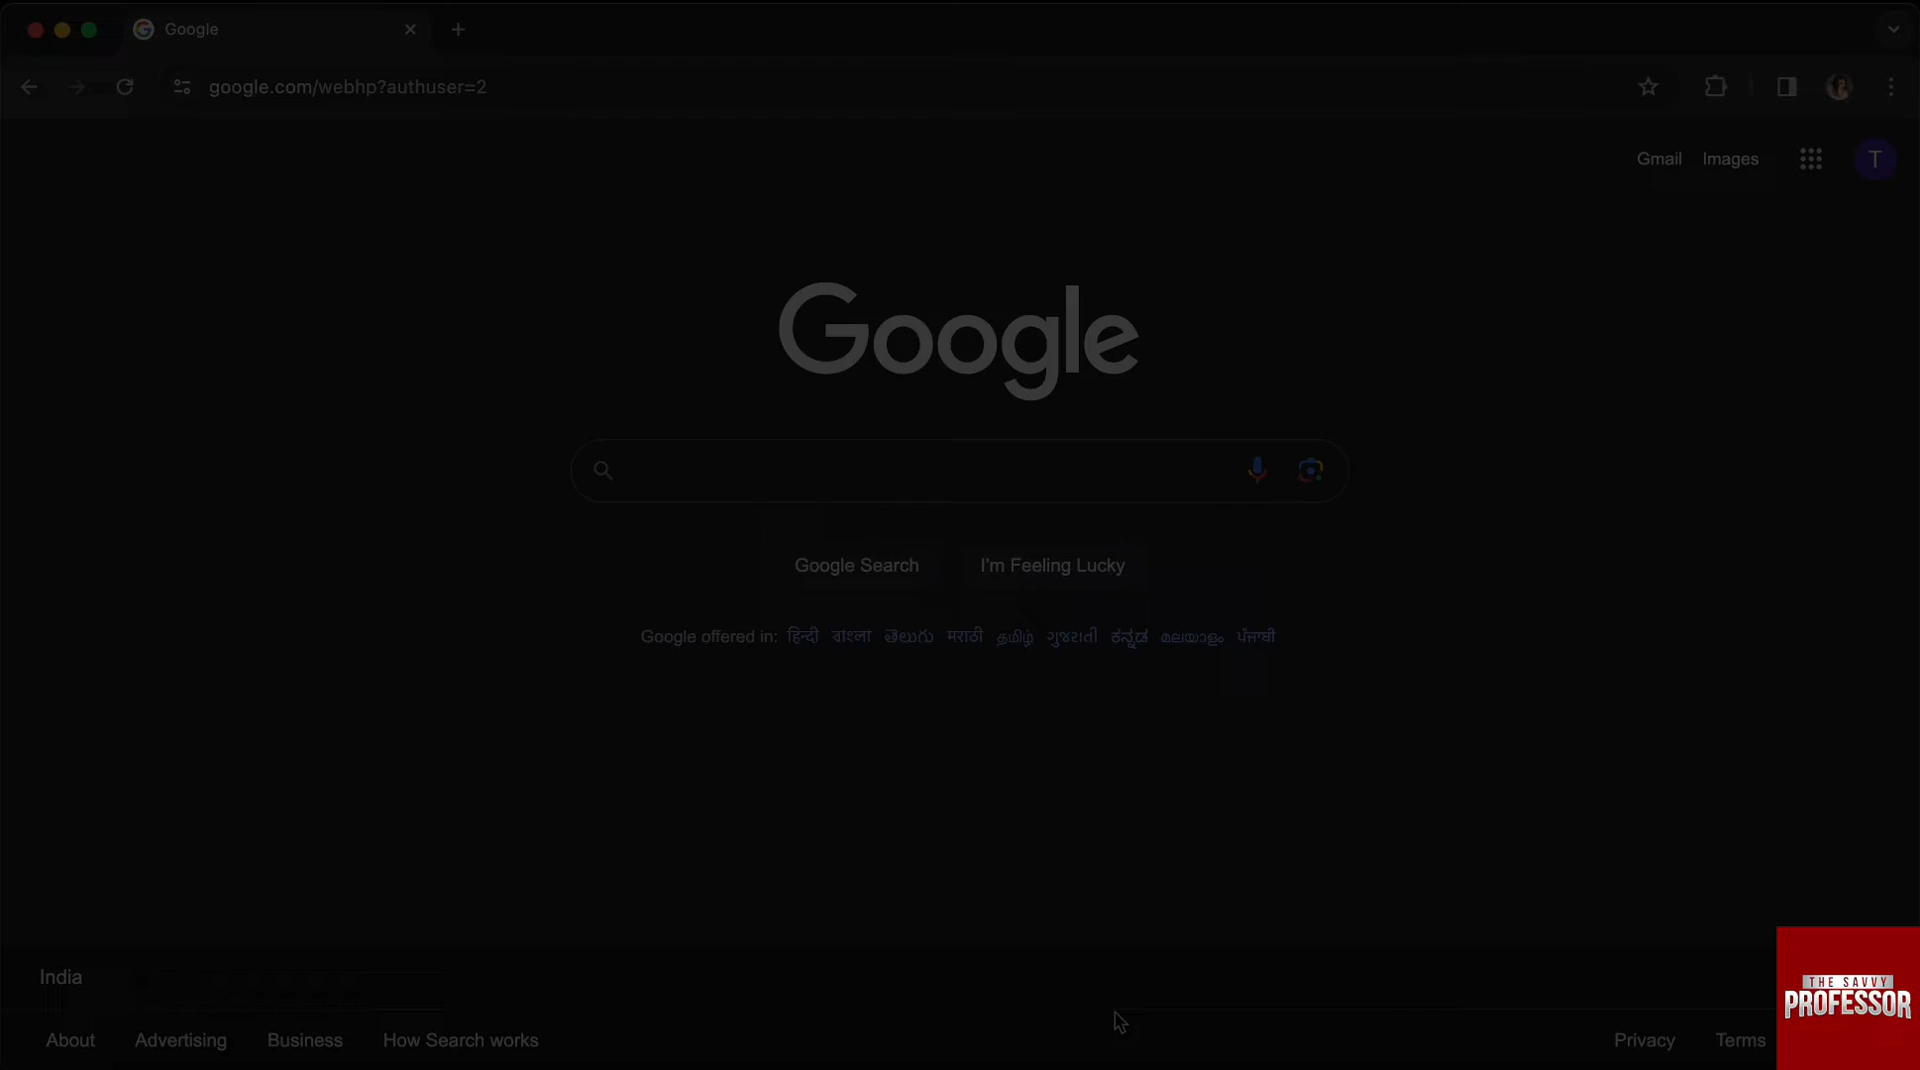 Google
google.com/webhp?authuser=2
Gmail Images
T
Google
Google Search I'm Feeling Lucky
Google offered in: हिन्दी বাংলা తెలుగు मराठी தமிழ் ગુજરાતી ಕನ್ನಡ മലയാളം ਪੰਜਾਬੀ
India
About Advertising Business How Search works
Privacy Terms
THE SAVVY
PROFESSOR